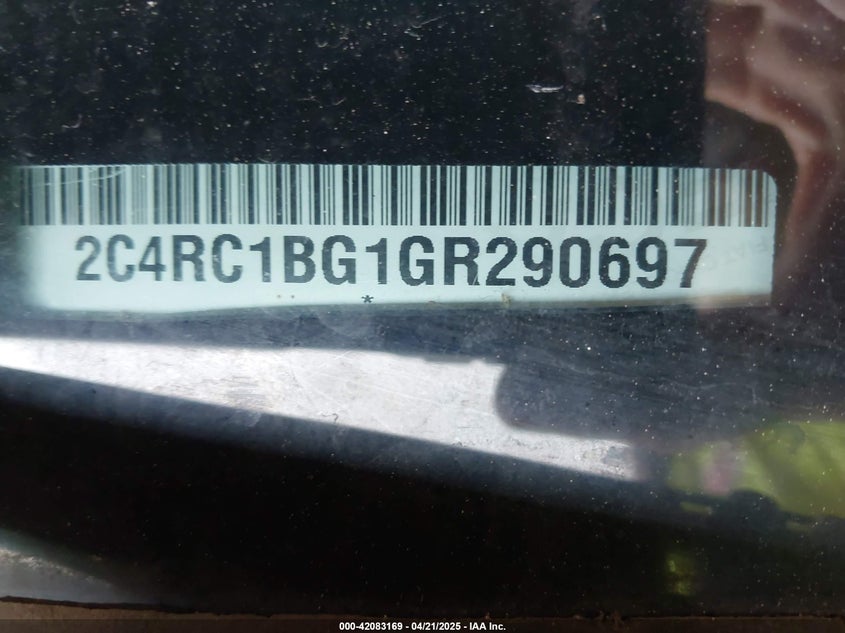 2C4RC1BG1GR290697
*
000-42083169 - 04/21/2025 - IAA Inc.